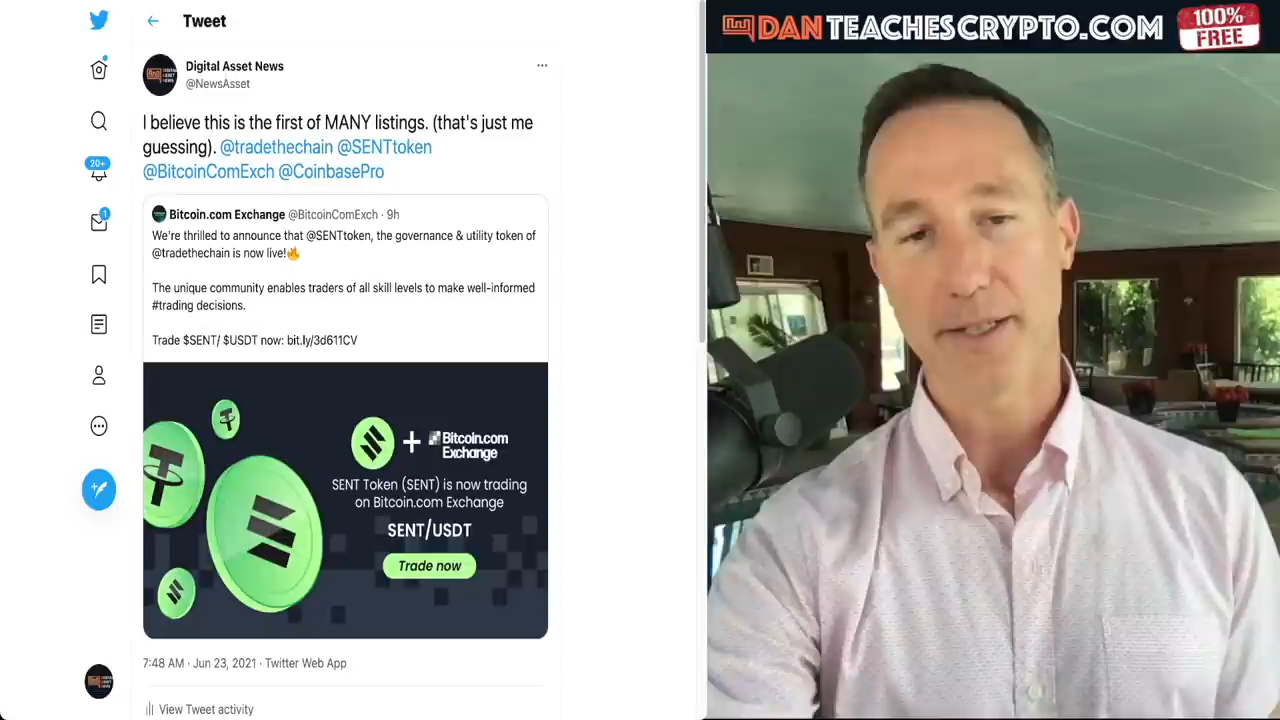 Tweet
Digital Asset News
@NewsAsset
I believe this is the first of MANY listings. (that's just me
guessing). @tradethechain @SENTtoken
@BitcoinComExch @CoinbasePro
Bitcoin.com Exchange @BitcoinComExch · 9h
We're thrilled to announce that @SENTtoken, the governance & utility token of
@tradethechain is now live!🔥
The unique community enables traders of all skill levels to make well-informed
#trading decisions.
Trade $SENT/ $USDT now: bit.ly/3d611CV
+ Bitcoin.com
Exchange
SENT Token (SENT) is now trading
on Bitcoin.com Exchange
SENT/USDT
Trade now
7:48 AM · Jun 23, 2021 · Twitter Web App
View Tweet activity
20+
1
DANTEACHESCRYPTO.COM
100%
FREE